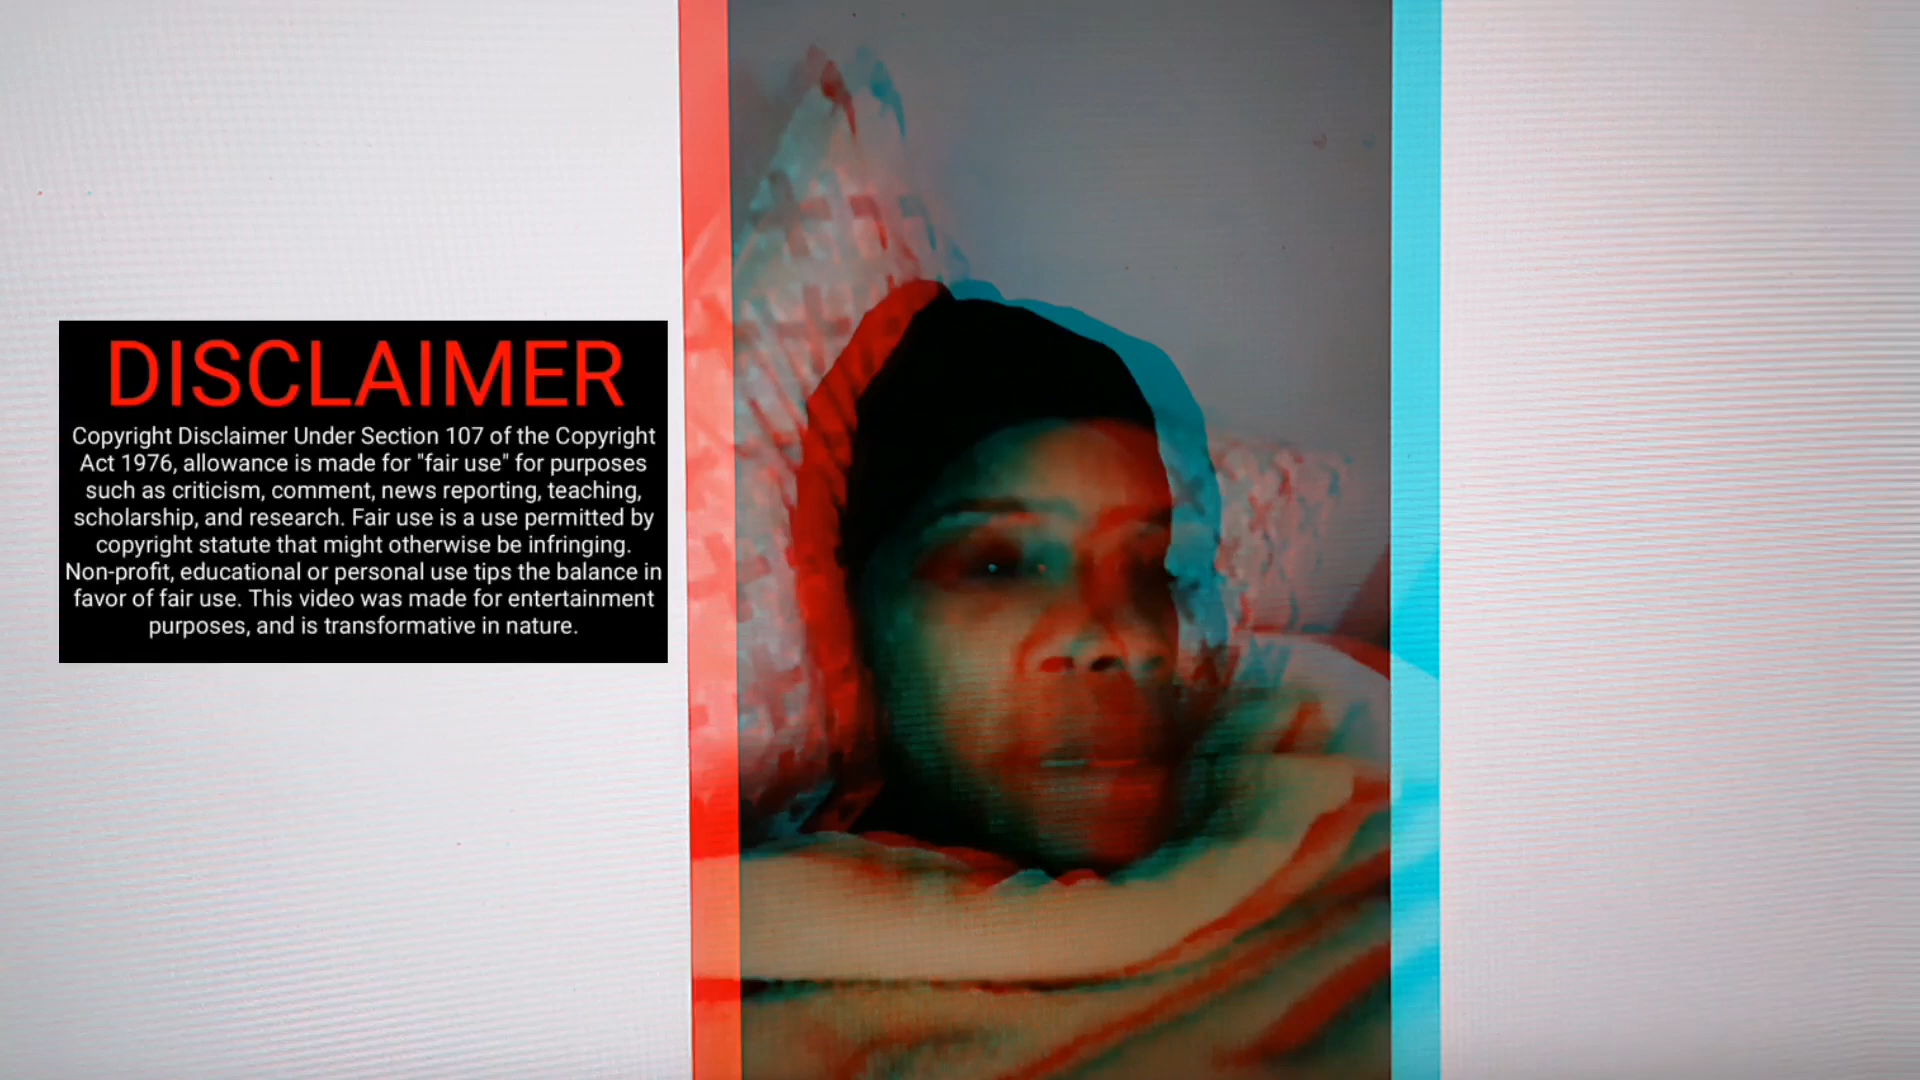 DISCLAIMER
Copyright Disclaimer Under Section 107 of the Copyright
Act 1976, allowance is made for "fair use" for purposes
such as criticism, comment, news reporting, teaching,
scholarship, and research. Fair use is a use permitted by
copyright statute that might otherwise be infringing.
Non-profit, educational or personal use tips the balance in
favor of fair use. This video was made for entertainment
purposes, and is transformative in nature.